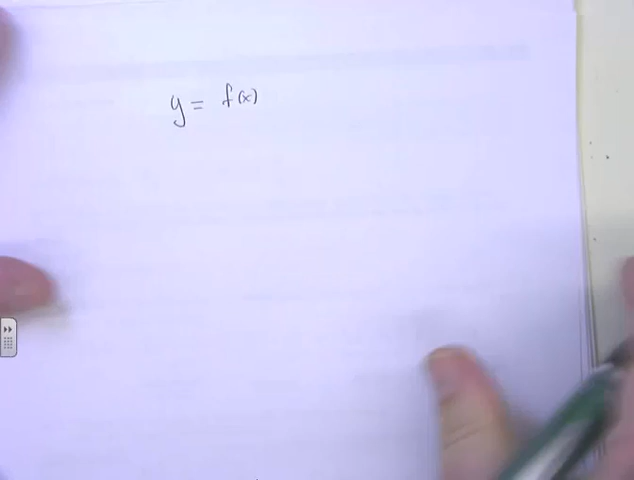 y = f(x)